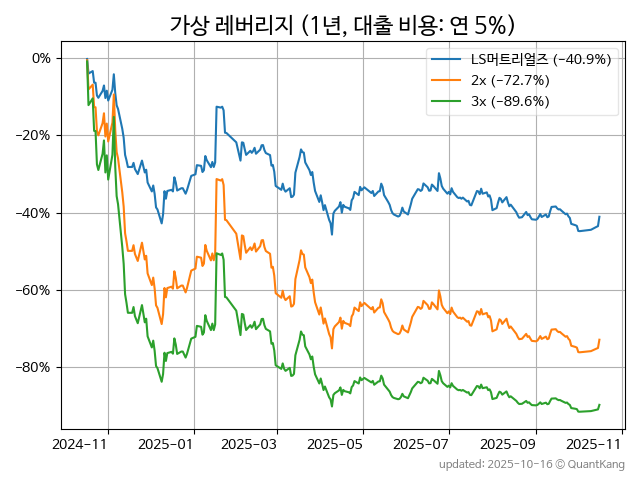 가상 레버리지 (1년, 대출 비용: 연 5%)
LS머트리얼즈 (−40.9%)
2x (−72.7%)
3x (−89.6%)
0%
−20%
−40%
−60%
−80%
2024-11 2025-01 2025-03 2025-05 2025-07 2025-09 2025-11
updated: 2025-10-16 © QuantKang